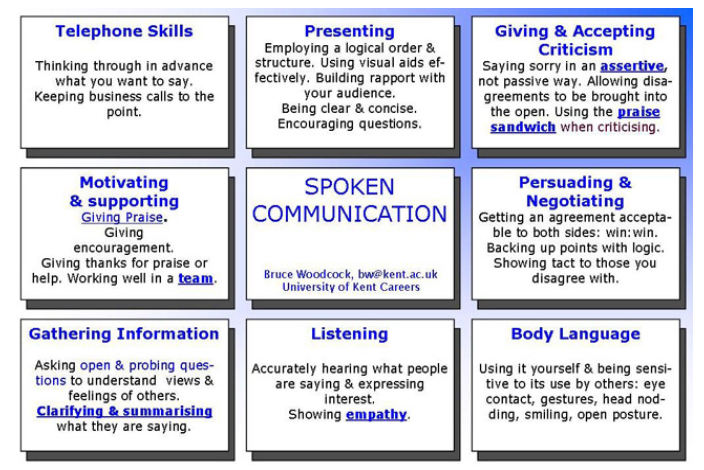 Telephone Skills
Thinking through in advance
what you want to say.
Keeping business calls to the
point.
Presenting
Employing a logical order &
structure. Using visual aids ef-
fectively. Building rapport with
your audience.
Being clear & concise.
Encouraging questions.
Giving & Accepting
Criticism
Saying sorry in an assertive,
not passive way. Allowing disa-
greements to be brought into
the open. Using the praise
sandwich when criticising.
Motivating
& supporting
Giving Praise.
Giving
encouragement.
Giving thanks for praise or
help. Working well in a team.
SPOKEN
COMMUNICATION
Bruce Woodcock, bw@kent.ac.uk
University of Kent Careers
Persuading &
Negotiating
Getting an agreement accepta-
ble to both sides: win:win.
Backing up points with logic.
Showing tact to those you
disagree with.
Gathering Information
Asking open & probing ques-
tions to understand views &
feelings of others.
Clarifying & summarising
what they are saying.
Listening
Accurately hearing what people
are saying & expressing
interest.
Showing empathy.
Body Language
Using it yourself & being sensi-
tive to its use by others: eye
contact, gestures, head nod-
ding, smiling, open posture.